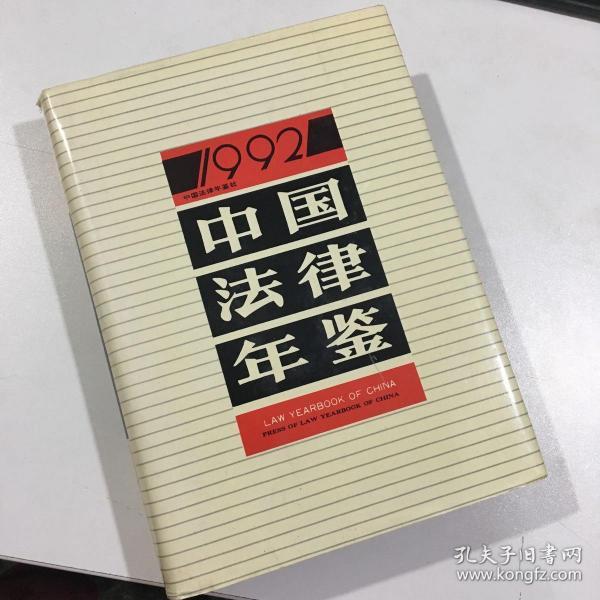 1992
中国法律年鉴社
中国
法律
年鉴
LAW YEARBOOK OF CHINA
PRESS OF LAW YEARBOOK OF CHINA
孔夫子旧書网
www.kongfz.com